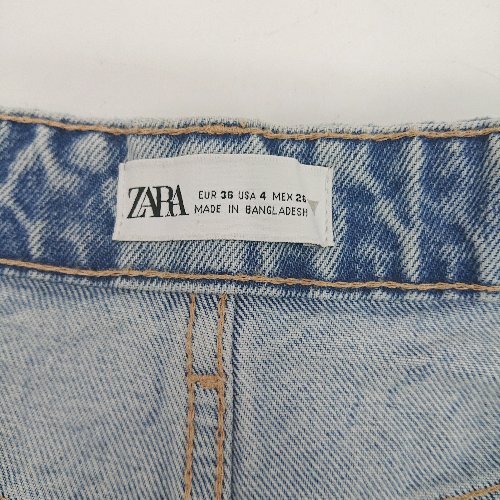 ZARA
EUR 36 USA 4 MEX 26
MADE IN BANGLADESH